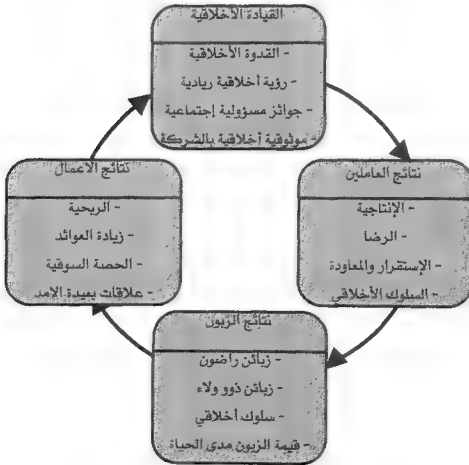 القيادة الأخلاقية
- القدوة الأخلاقية
- رؤية أخلاقية ريادية
- جوائز مسؤولية إجتماعية
- موثوقية أخلاقية بالشركة
نتائج العاملين
- الإنتاجية
- الرضا
- الإستقرار والمعاودة
- السلوك الأخلاقي
نتائج الزبون
- زبائن راضون
- زبائن ذوو ولاء
- سلوك أخلاقي
- قيمة الزبون مدى الحياة
نتائج الأعمال
- الربحية
- زيادة العوائد
- الحصة السوقية
- علاقات بعيدة الامد